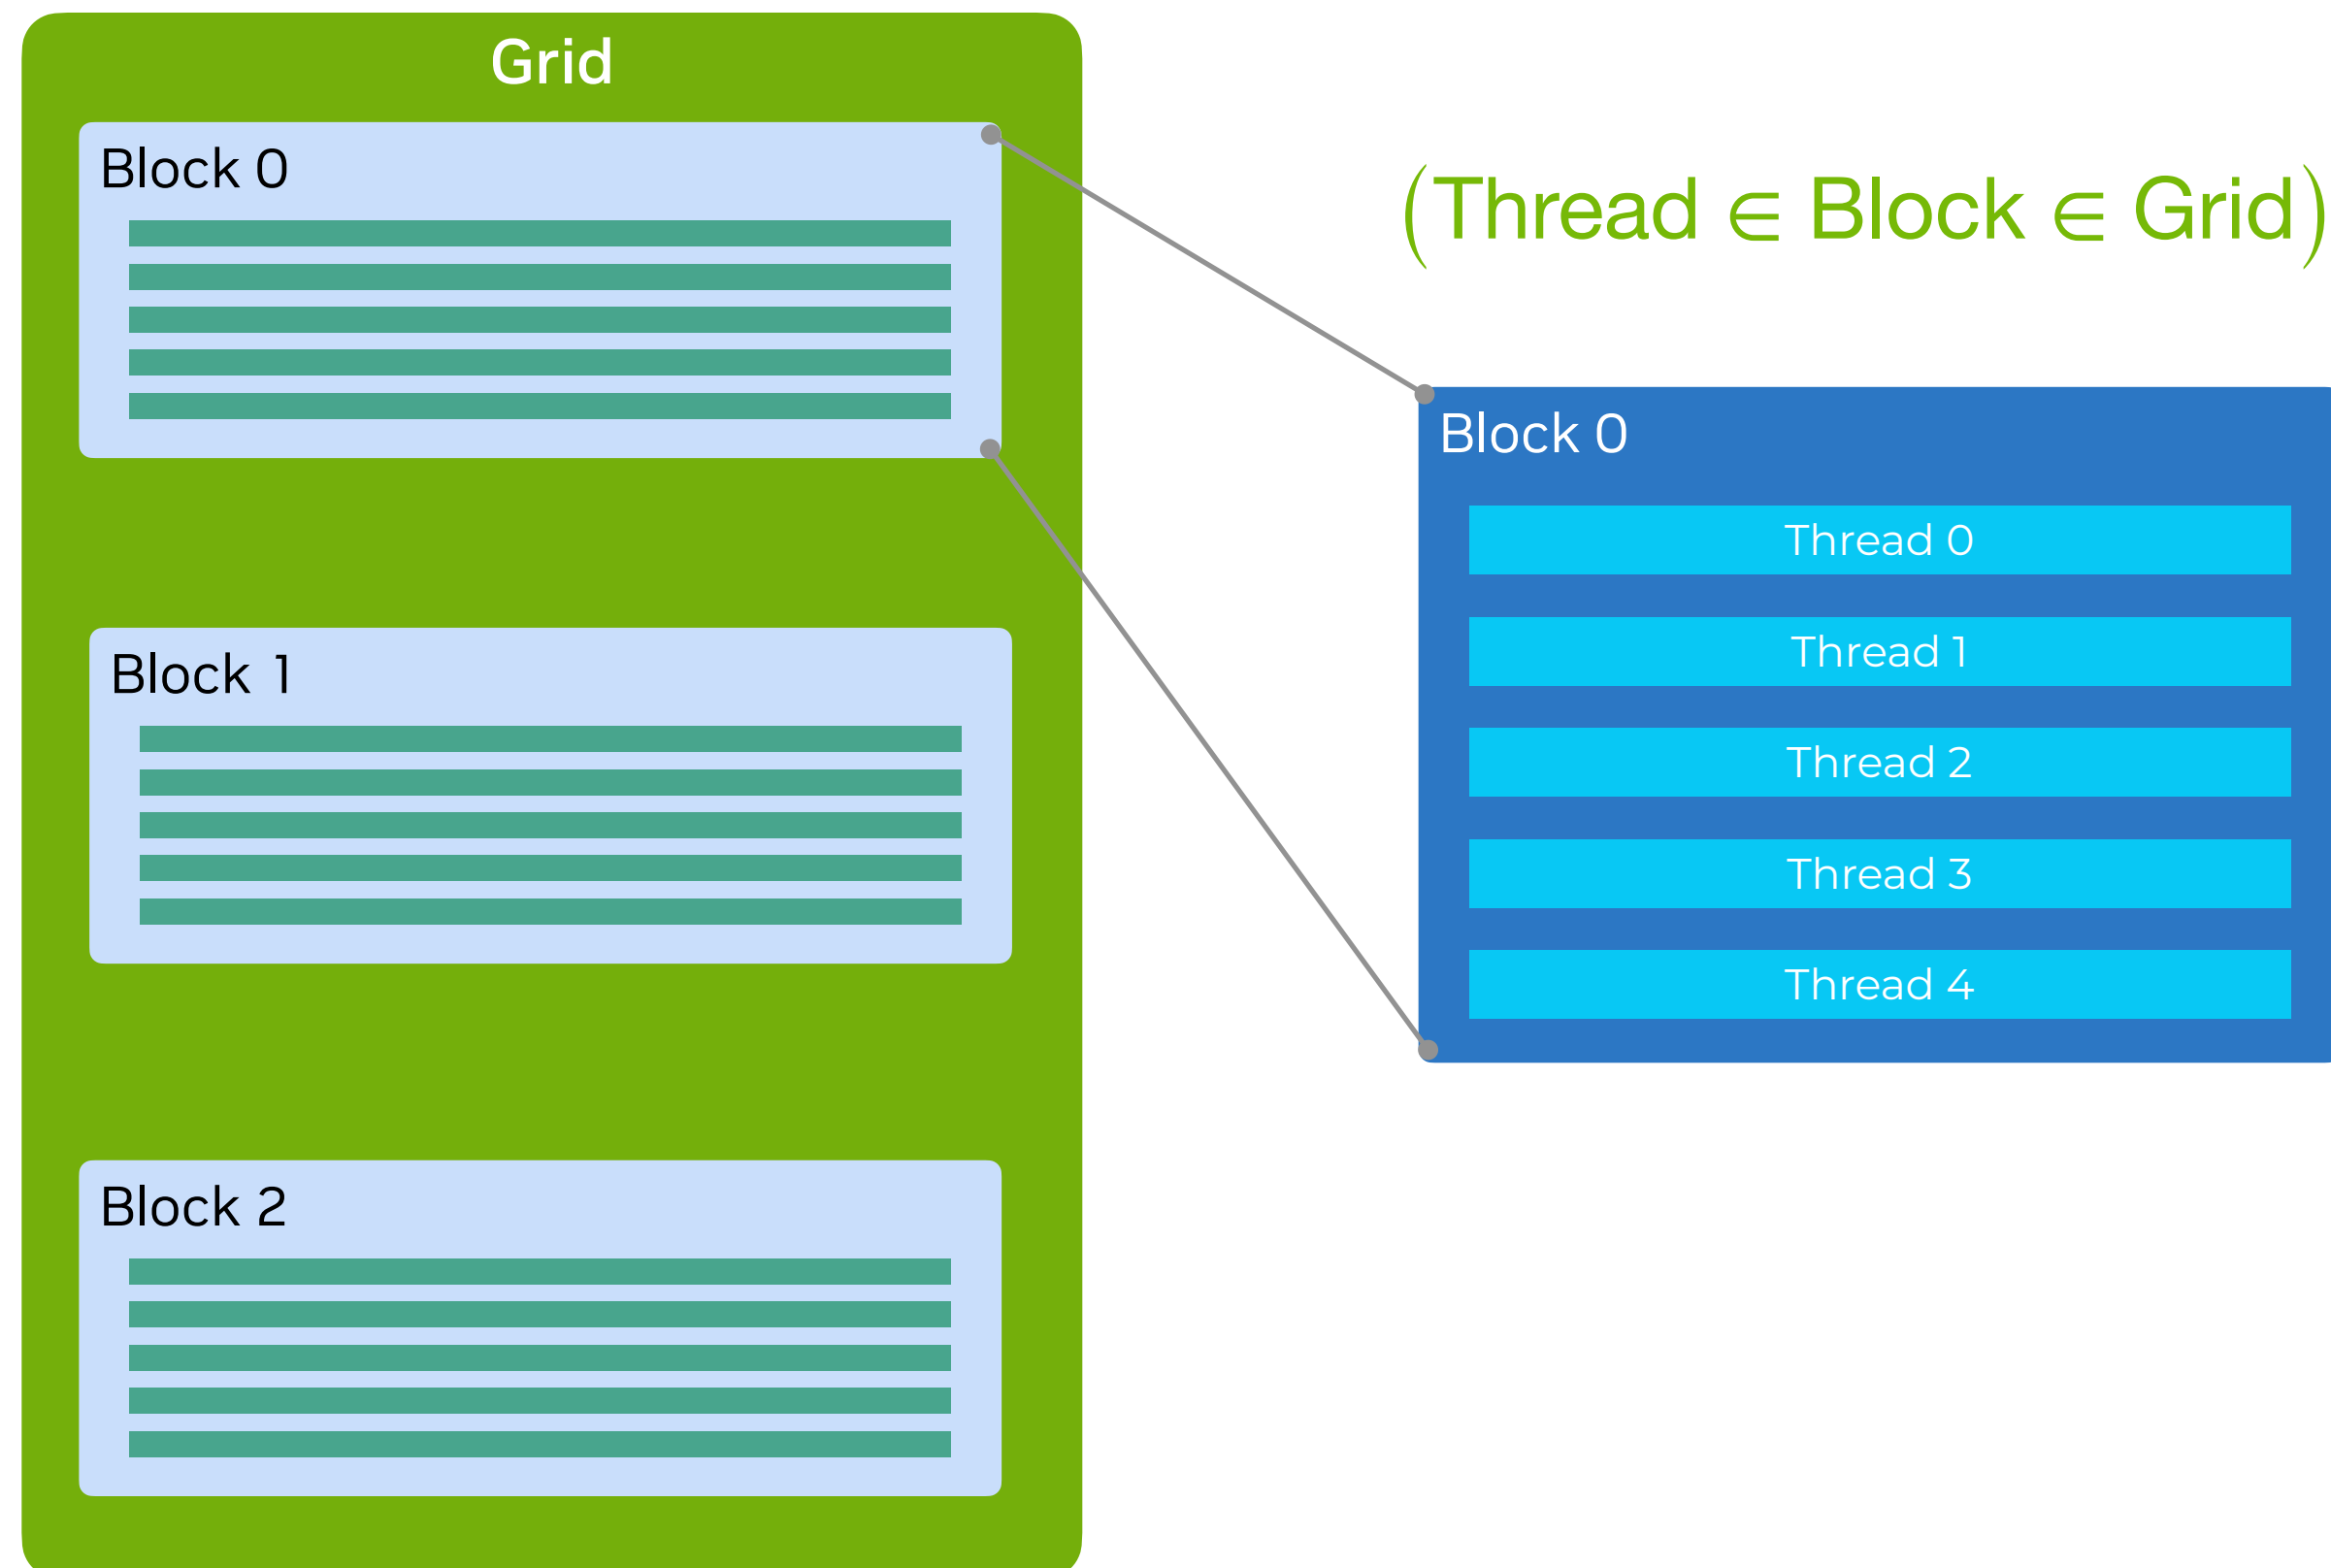 Grid
Block 0
Block 1
Block 2
(Thread ∈ Block ∈ Grid)
Block 0
Thread 0
Thread 1
Thread 2
Thread 3
Thread 4